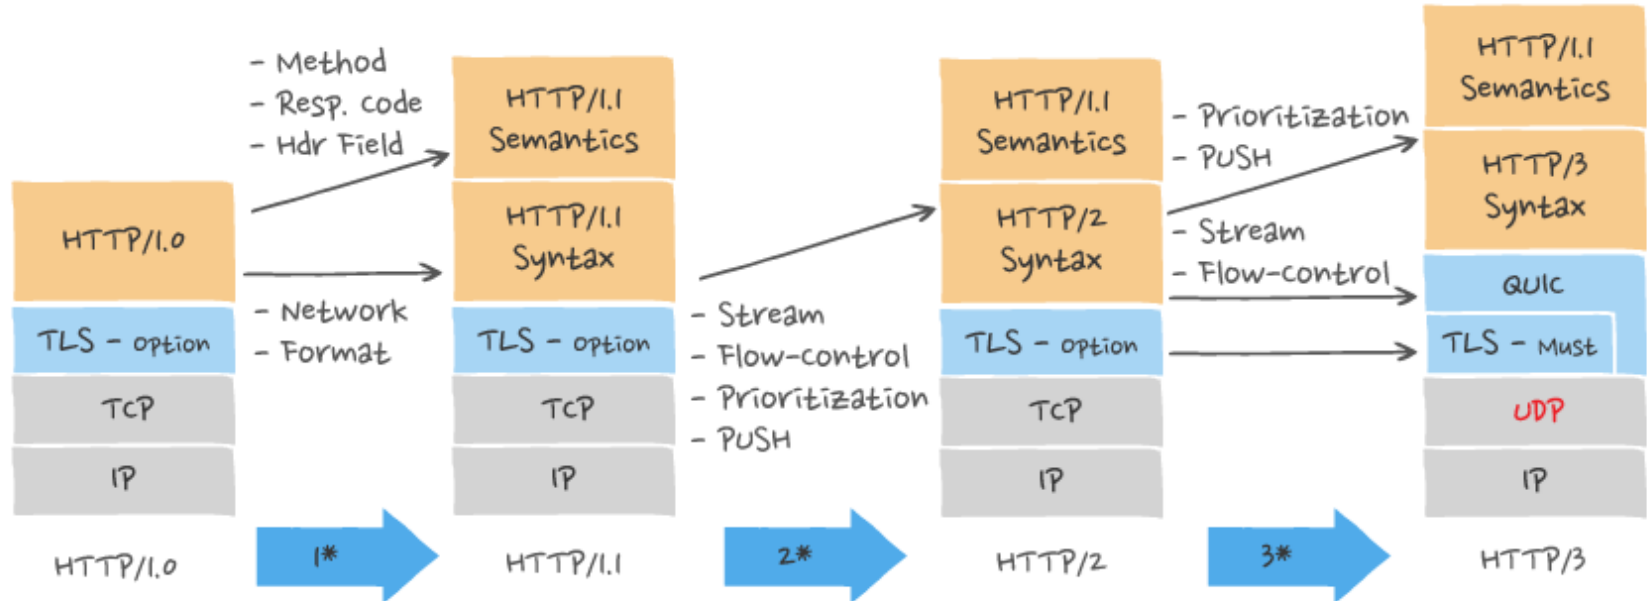 HTTP/1.0
TLS - option
TCP
IP
HTTP/1.0
- Method
- Resp. code
- Hdr Field
- Network
- Format
1*
HTTP/1.1
Semantics
HTTP/1.1
Syntax
TLS - option
TCP
IP
HTTP/1.1
- Stream
- Flow-control
- Prioritization
- PUSH
2*
HTTP/1.1
Semantics
HTTP/2
Syntax
TLS - option
TCP
IP
HTTP/2
- Prioritization
- PUSH
- Stream
- Flow-control
3*
HTTP/1.1
Semantics
HTTP/3
Syntax
QUIC
TLS - Must
UDP
IP
HTTP/3